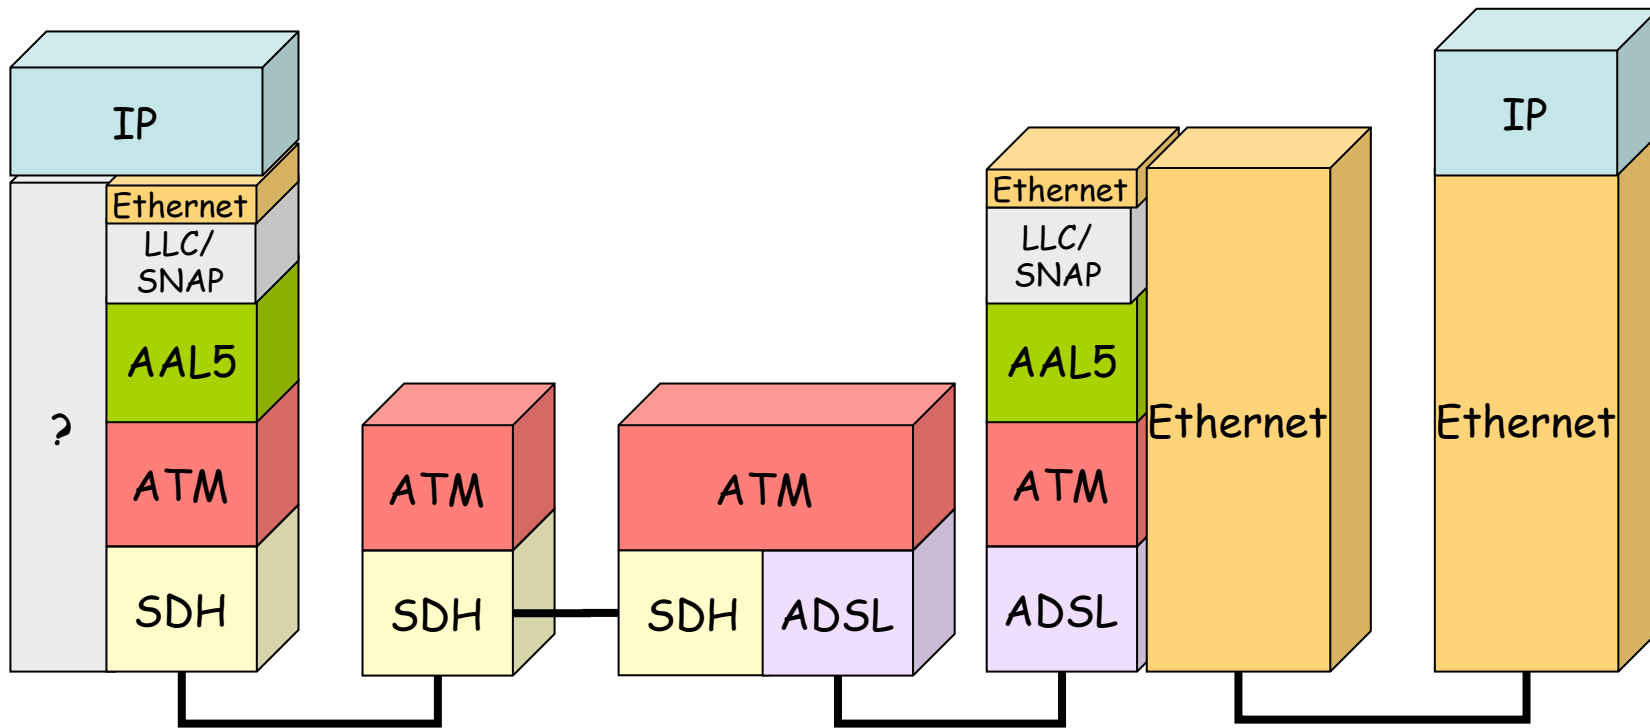 IP
Ethernet
LLC/
SNAP
AAL5
?
ATM
SDH
ATM
SDH
ATM
SDH
ADSL
Ethernet
LLC/
SNAP
AAL5
ATM
ADSL
Ethernet
IP
Ethernet